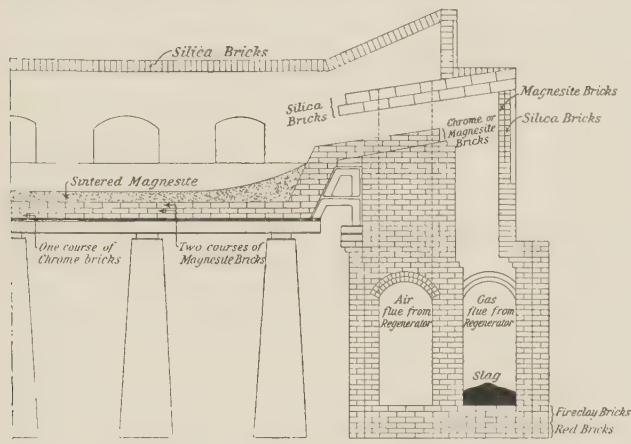 Silica Bricks
Magnesite Bricks
Silica Bricks
Silica
Bricks
Chrome or
Magnesite
Bricks
Sintered Magnesite
One course of
Chrome bricks
Two courses of
Magnesite Bricks
Air
flue from
Regenerator
Gas
flue from
Regenerator
Slag
Fireclay Bricks
Red Bricks